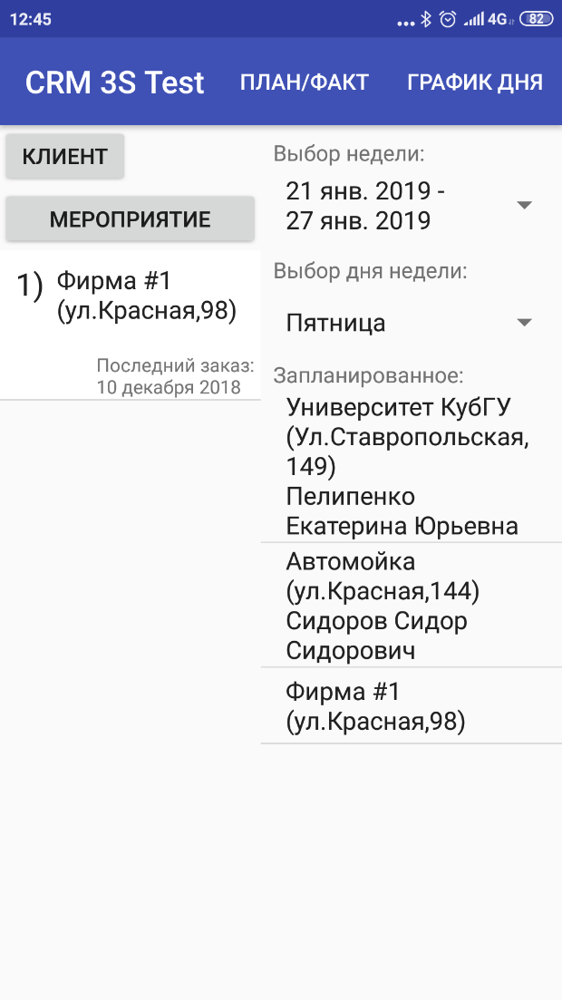 12:45
4G
82
CRM 3S Test
ПЛАН/ФАКТ
ГРАФИК ДНЯ
КЛИЕНТ
МЕРОПРИЯТИЕ
1)
Фирма #1
(ул.Красная,98)
Последний заказ:
10 декабря 2018
Выбор недели:
21 янв. 2019 -
27 янв. 2019
Выбор дня недели:
Пятница
Запланированное:
Университет КубГУ
(Ул.Ставропольская,
149)
Пелипенко
Екатерина Юрьевна
Автомойка
(ул.Красная,144)
Сидоров Сидор
Сидорович
Фирма #1
(ул.Красная,98)